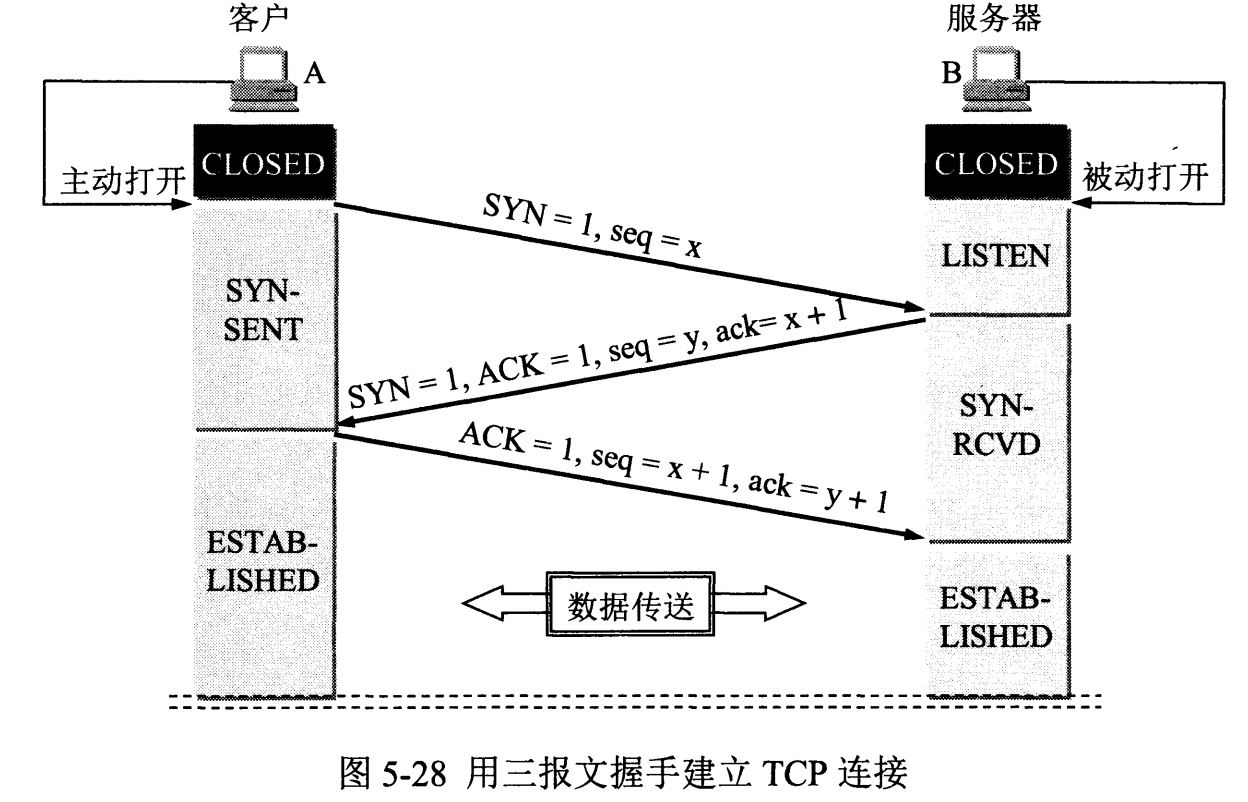 客户
服务器
A
B
CLOSED
CLOSED
主动打开
被动打开
SYN = 1, seq = x
LISTEN
SYN-
SENT
SYN = 1, ACK = 1, seq = y, ack= x + 1
SYN-
RCVD
ACK = 1, seq = x + 1, ack = y + 1
ESTAB-
LISHED
数据传送
ESTAB-
LISHED
图 5-28 用三报文握手建立 TCP 连接